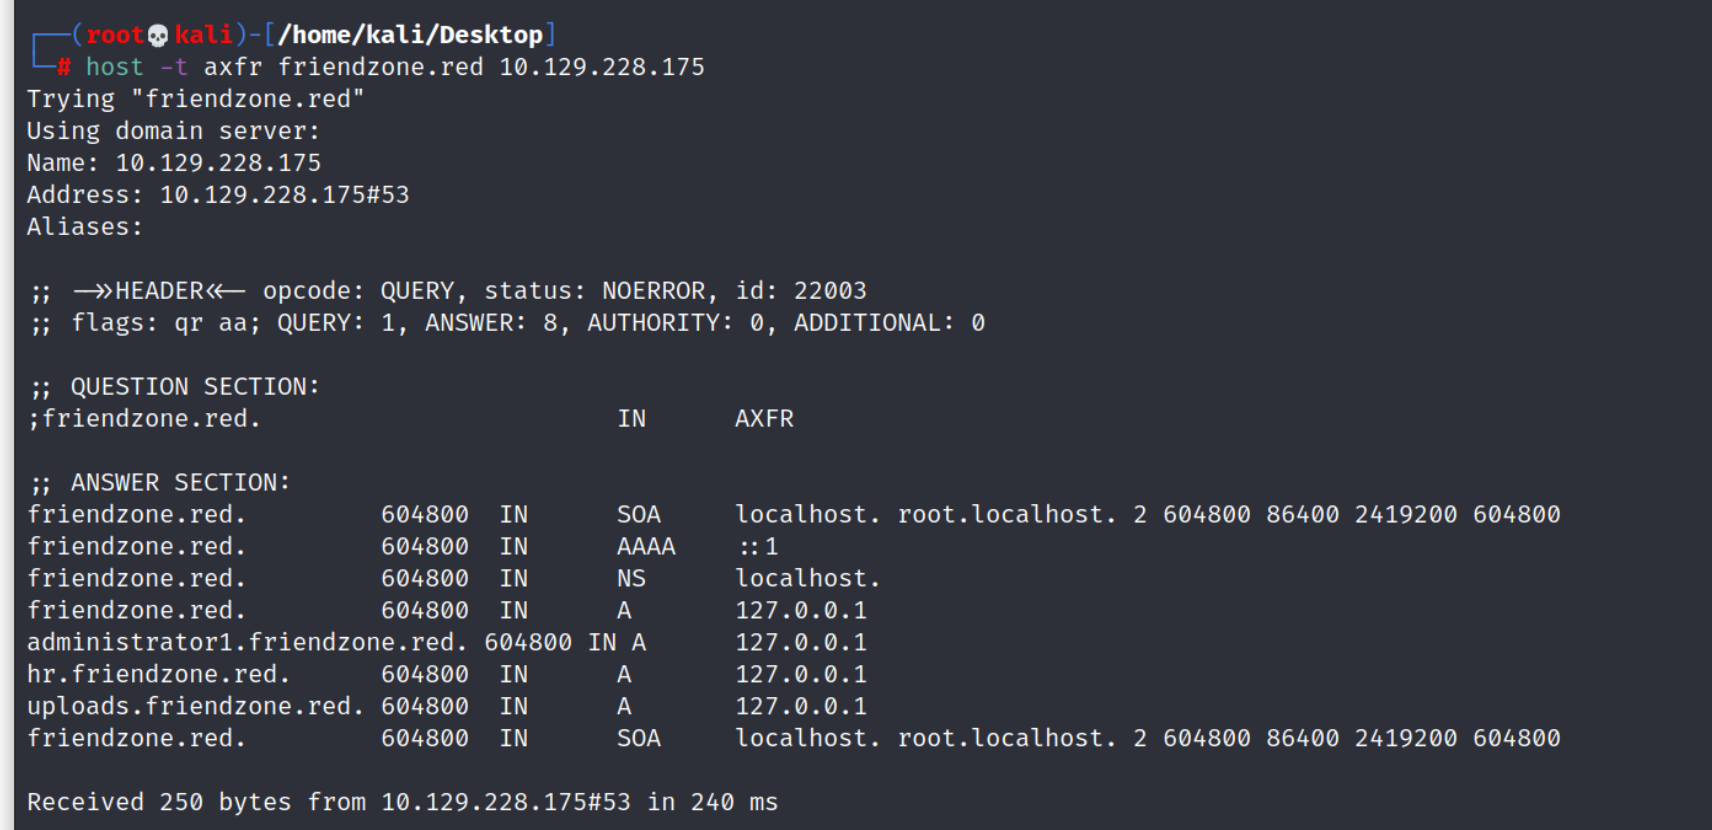 ┌──(root💀kali)-[/home/kali/Desktop]
└─# host -t axfr friendzone.red 10.129.228.175
Trying "friendzone.red"
Using domain server:
Name: 10.129.228.175
Address: 10.129.228.175#53
Aliases:

;; ->>HEADER<<- opcode: QUERY, status: NOERROR, id: 22003
;; flags: qr aa; QUERY: 1, ANSWER: 8, AUTHORITY: 0, ADDITIONAL: 0

;; QUESTION SECTION:
;friendzone.red. IN AXFR

;; ANSWER SECTION:
friendzone.red. 604800 IN SOA localhost. root.localhost. 2 604800 86400 2419200 604800
friendzone.red. 604800 IN AAAA ::1
friendzone.red. 604800 IN NS localhost.
friendzone.red. 604800 IN A 127.0.0.1
administrator1.friendzone.red. 604800 IN A 127.0.0.1
hr.friendzone.red. 604800 IN A 127.0.0.1
uploads.friendzone.red. 604800 IN A 127.0.0.1
friendzone.red. 604800 IN SOA localhost. root.localhost. 2 604800 86400 2419200 604800

Received 250 bytes from 10.129.228.175#53 in 240 ms